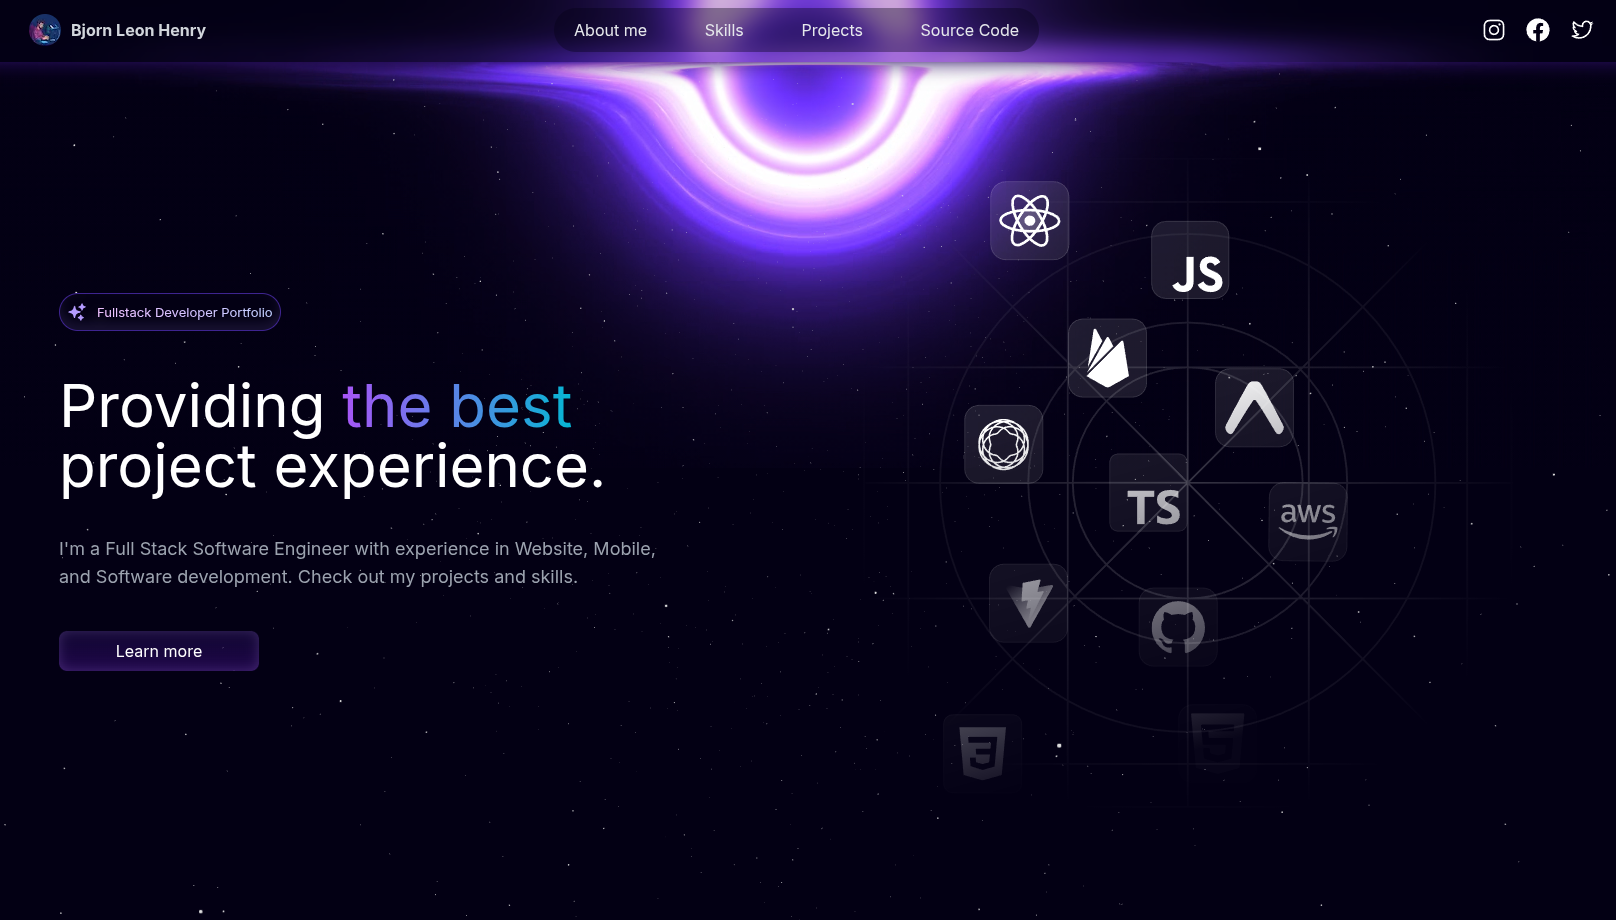 Bjorn Leon Henry
About me
Skills
Projects
Source Code
JS
Fullstack Developer Portfolio
Providing the best
project experience.
TS
aws
I'm a Full Stack Software Engineer with experience in Website, Mobile,
and Software development. Check out my projects and skills.
Learn more